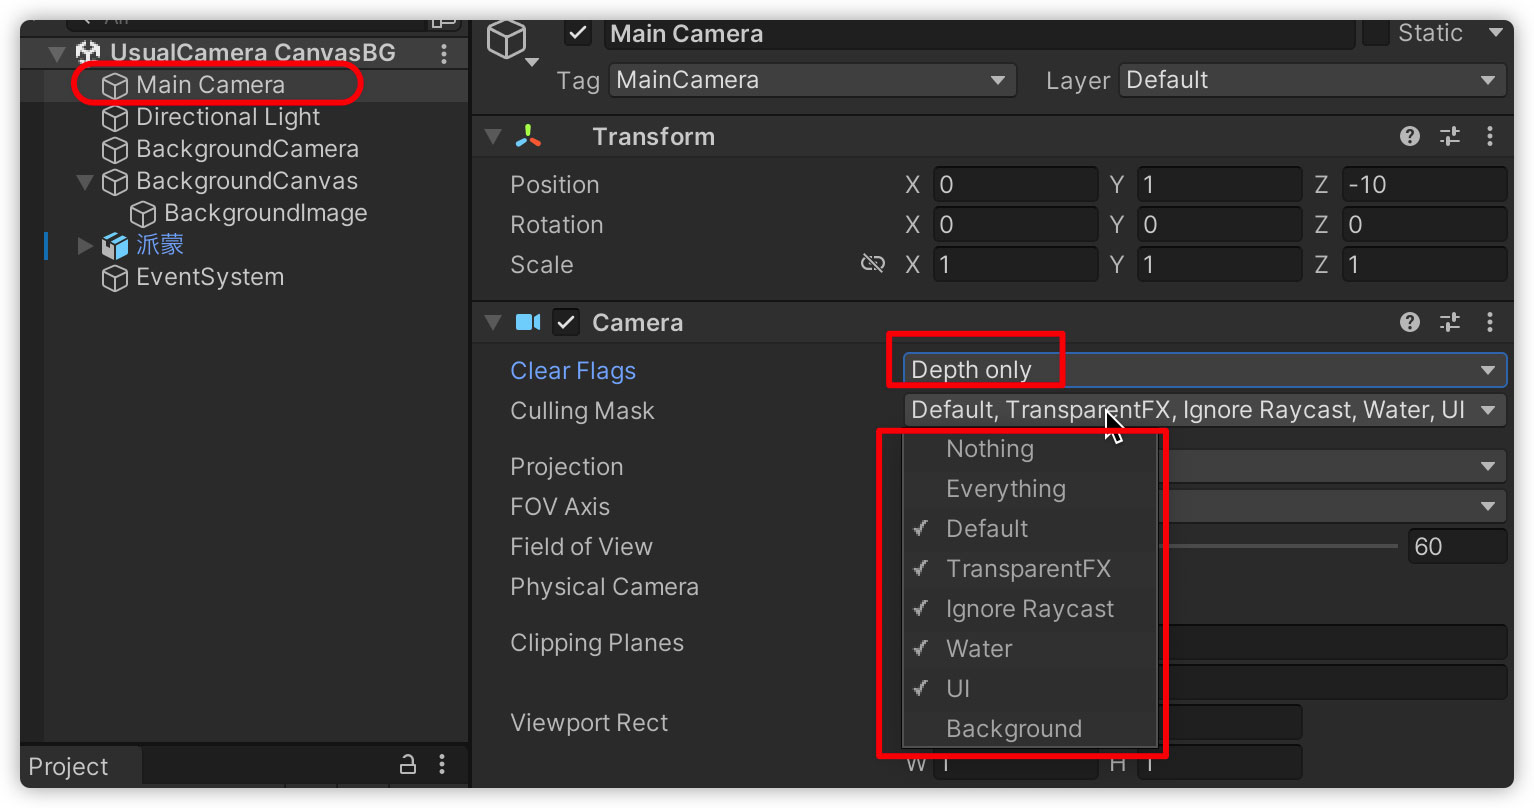 All
UsualCamera CanvasBG
Main Camera
Directional Light
BackgroundCamera
BackgroundCanvas
BackgroundImage
派蒙
EventSystem
Project
Main Camera
Static
Tag MainCamera Layer Default
Transform
Position X 0 Y 1 Z -10
Rotation X 0 Y 0 Z 0
Scale X 1 Y 1 Z 1
Camera
Clear Flags Depth only
Culling Mask Default, TransparentFX, Ignore Raycast, Water, UI
Projection
FOV Axis
Field of View 60
Physical Camera
Clipping Planes
Viewport Rect
W 1 H 1
Nothing
Everything
Default
TransparentFX
Ignore Raycast
Water
UI
Background